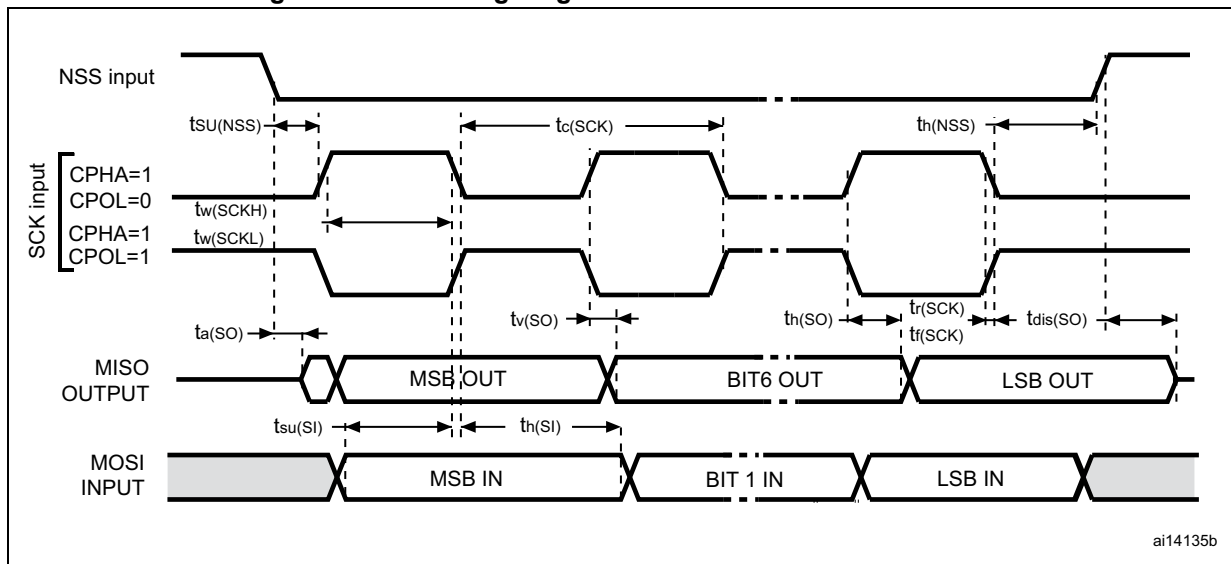 NSS input
tSU(NSS)
tc(SCK)
th(NSS)
SCK input
CPHA=1
CPOL=0
tw(SCKH)
CPHA=1
tw(SCKL)
CPOL=1
ta(SO)
tv(SO)
th(SO)
tr(SCK)
tf(SCK)
tdis(SO)
MISO
OUTPUT
MSB OUT
BIT6 OUT
LSB OUT
tsu(SI)
th(SI)
MOSI
INPUT
MSB IN
BIT 1 IN
LSB IN
ai14135b